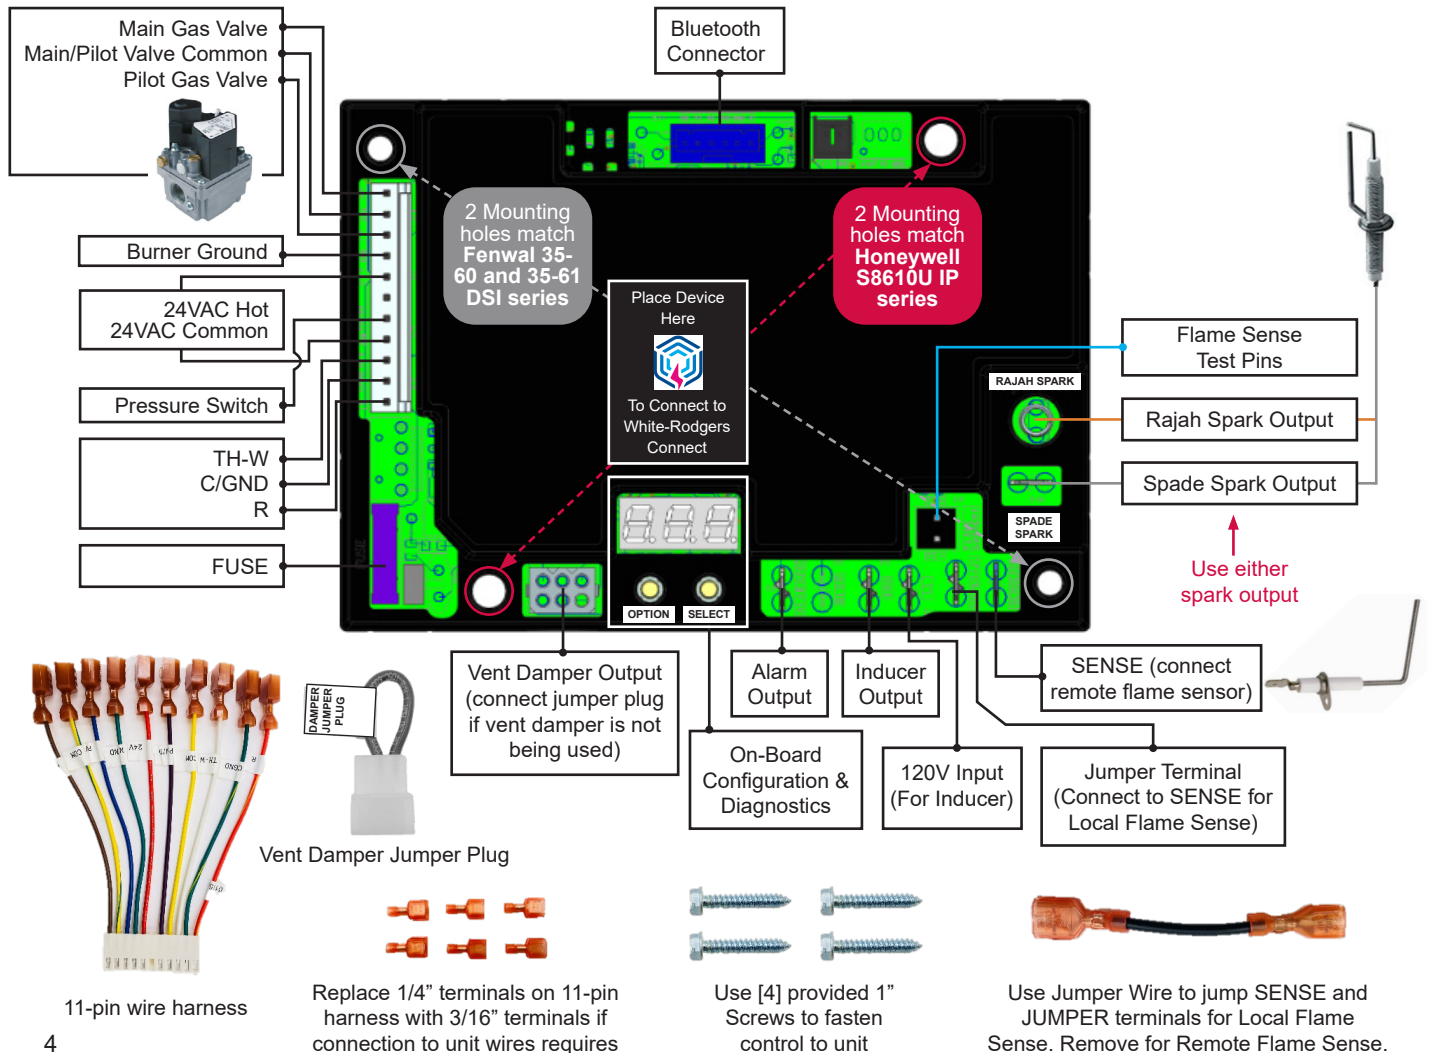 Main Gas Valve
Main/Pilot Valve Common
Pilot Gas Valve
Bluetooth
Connector
2 Mounting
holes match
Fenwal 35-
60 and 35-61
DSI series
2 Mounting
holes match
Honeywell
S8610U IP
series
Burner Ground
24VAC Hot
24VAC Common
Pressure Switch
TH-W
C/GND
R
FUSE
FUSE
Place Device
Here
To Connect to
White-Rodgers
Connect
Flame Sense
Test Pins
RAJAH SPARK
Rajah Spark Output
Spade Spark Output
SPADE
SPARK
Use either
spark output
OPTION
SELECT
Vent Damper Output
(connect jumper plug
if vent damper is not
being used)
Alarm
Output
Inducer
Output
SENSE (connect
remote flame sensor)
On-Board
Configuration &
Diagnostics
120V Input
(For Inducer)
Jumper Terminal
(Connect to SENSE for
Local Flame Sense)
DAMPER
JUMPER
PLUG
Vent Damper Jumper Plug
PV COM
24V
TH-W
COM
CGND
R
11-pin wire harness
Replace 1/4” terminals on 11-pin
harness with 3/16” terminals if
connection to unit wires requires
Use [4] provided 1”
Screws to fasten
control to unit
Use Jumper Wire to jump SENSE and
JUMPER terminals for Local Flame
Sense. Remove for Remote Flame Sense.
4